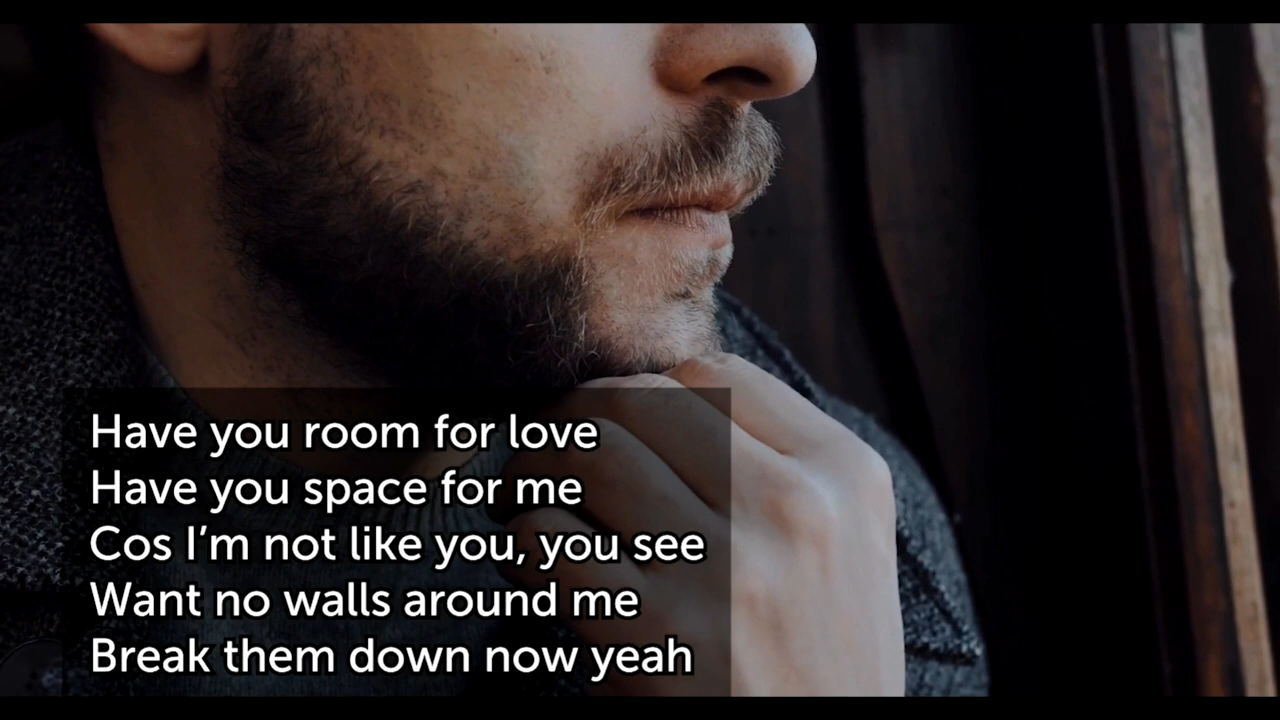 Have you room for love
Have you space for me
Cos I’m not like you, you see
Want no walls around me
Break them down now yeah